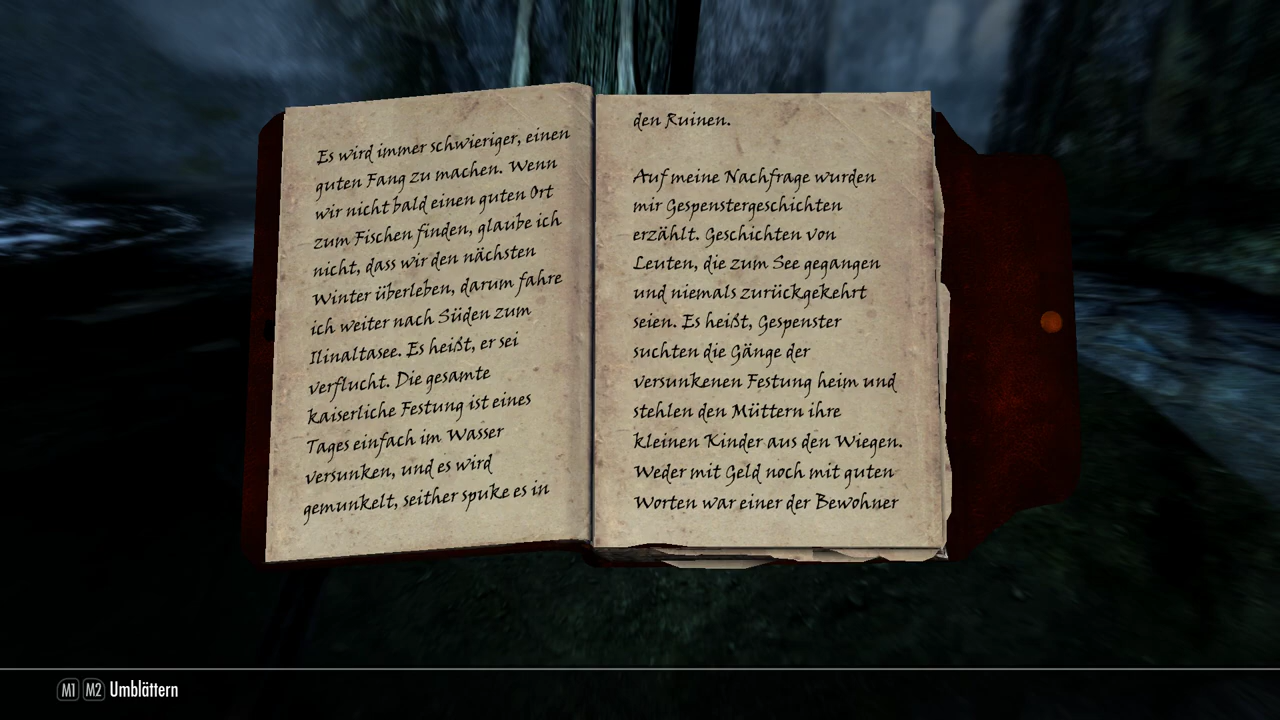 Es wird immer schwieriger, einen
guten Fang zu machen. Wenn
wir nicht bald einen guten Ort
zum Fischen finden, glaube ich
nicht, dass wir den nächsten
Winter überleben, darum fahre
ich weiter nach Süden zum
Ilinaltasee. Es heißt, er sei
verflucht. Die gesamte
kaiserliche Festung ist eines
Tages einfach im Wasser
versunken, und es wird
gemunkelt, seither spuke es in
den Ruinen.
Auf meine Nachfrage wurden
mir Gespenstergeschichten
erzählt. Geschichten von
Leuten, die zum See gegangen
und niemals zurückgekehrt
seien. Es heißt, Gespenster
suchten die Gänge der
versunkenen Festung heim und
stehlen den Müttern ihre
kleinen Kinder aus den Wiegen.
Weder mit Geld noch mit guten
Worten war einer der Bewohner
M1 M2 Umblättern